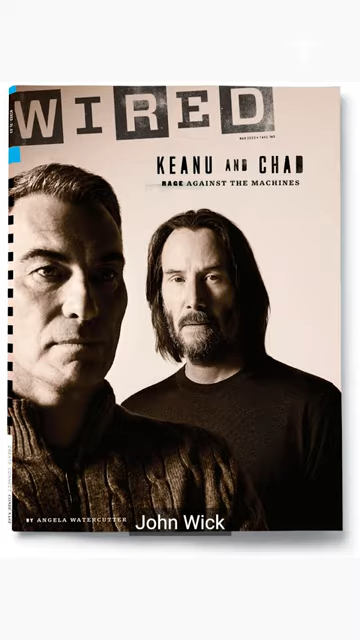 WIRED
KEANU AND CHAD
RAGE AGAINST THE MACHINES
BY ANGELA WATERCUTTER
John Wick